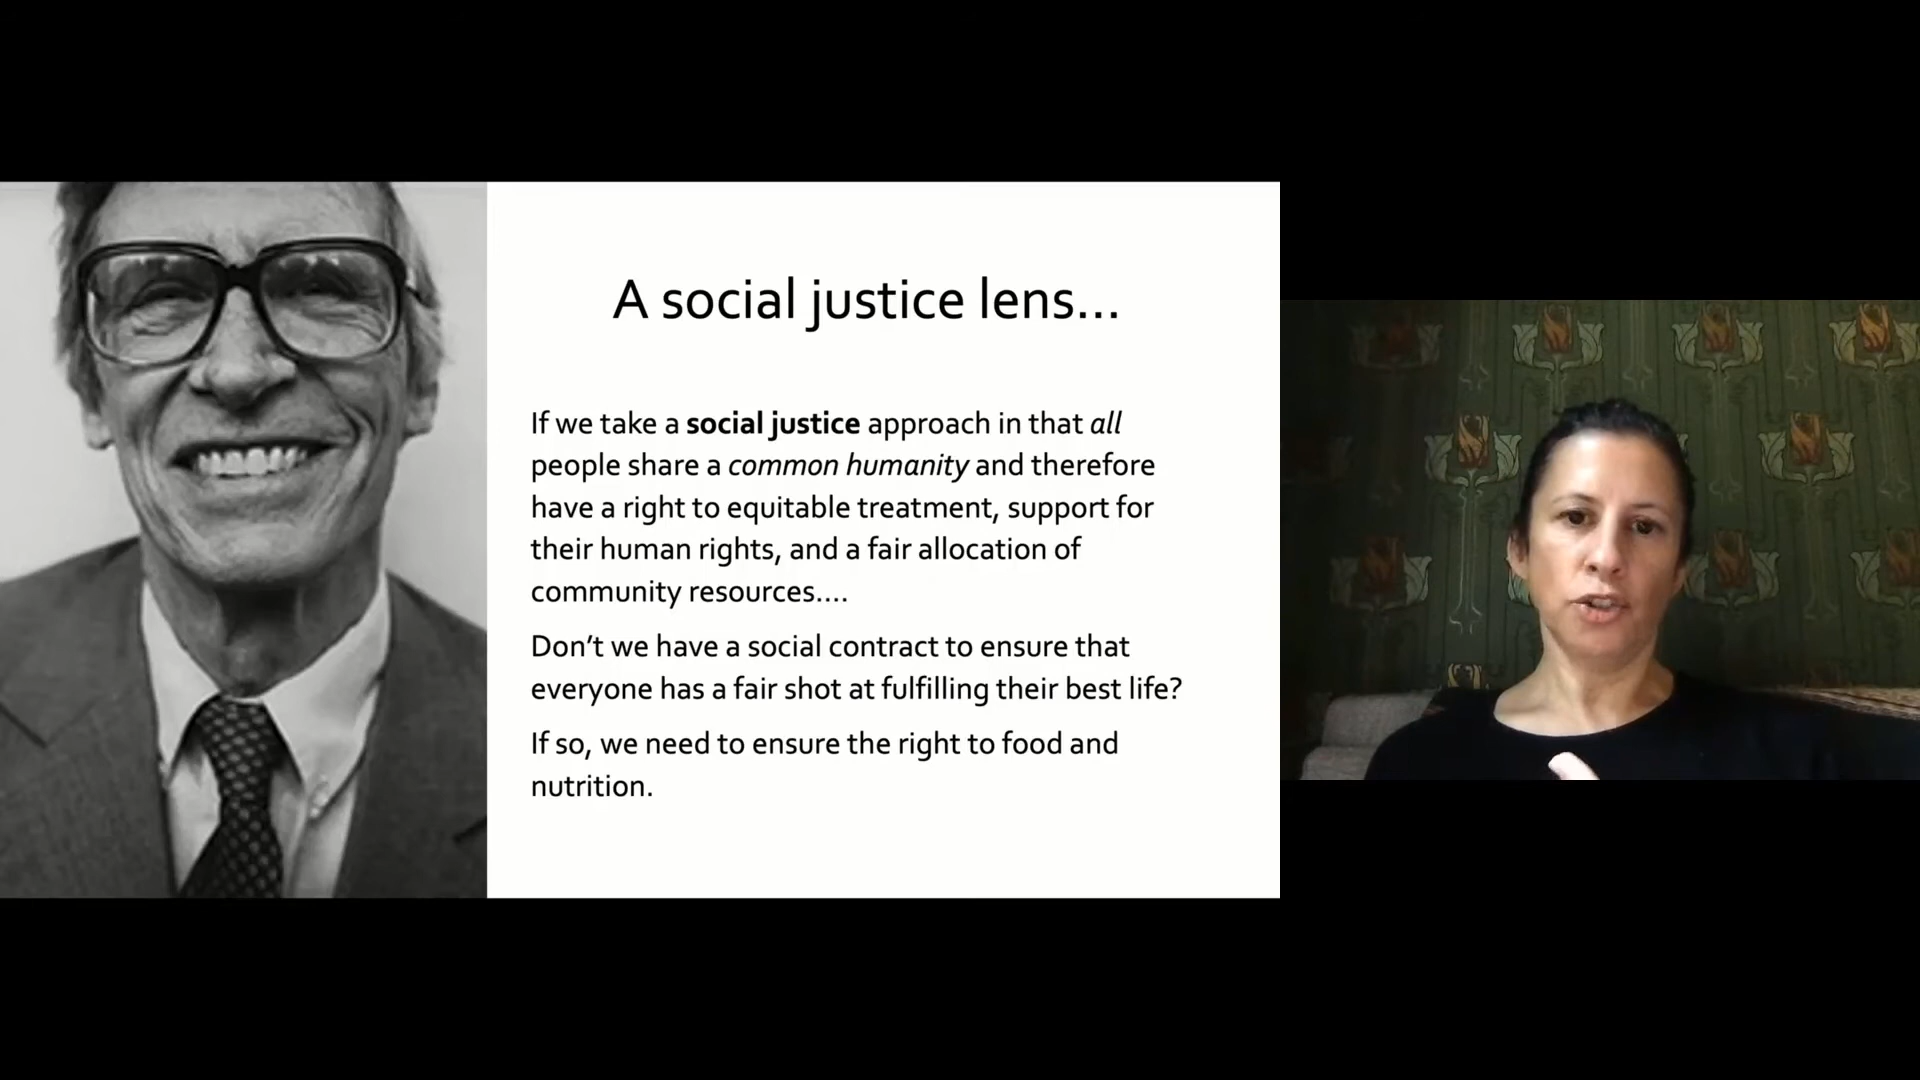 A social justice lens...
If we take a social justice approach in that all
people share a common humanity and therefore
have a right to equitable treatment, support for
their human rights, and a fair allocation of
community resources....
Don’t we have a social contract to ensure that
everyone has a fair shot at fulfilling their best life?
If so, we need to ensure the right to food and
nutrition.